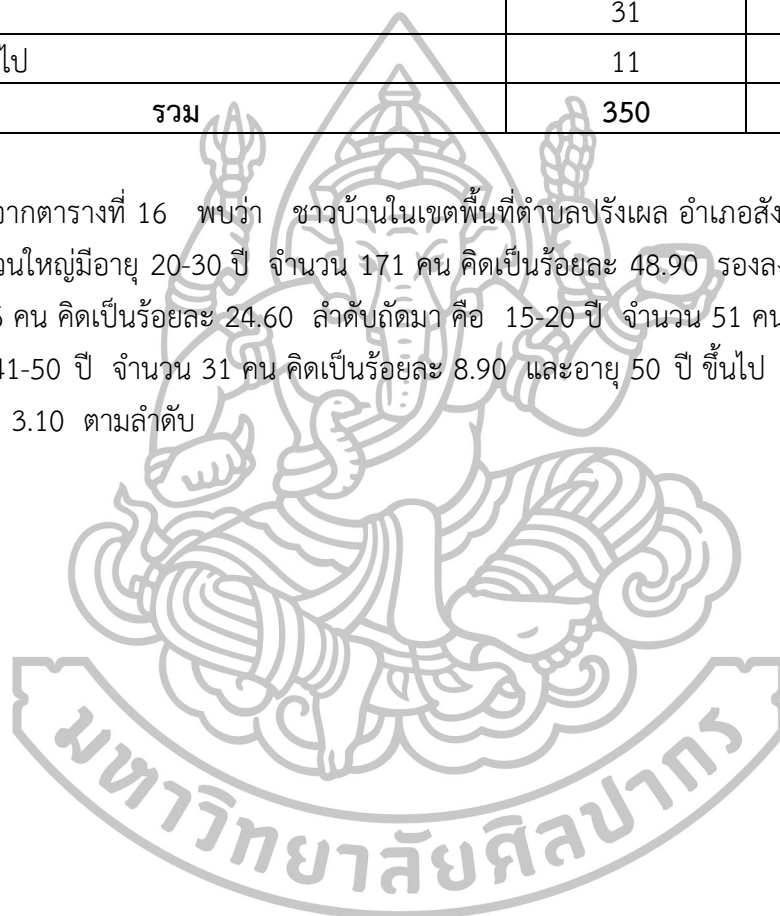 31
ไป 11
รวม 350
จากตารางที่ 16 พบว่า ชาวบ้านในเขตพื้นที่ตำบลปรังเผล อำเภอสัง
วนใหญ่มีอายุ 20-30 ปี จำนวน 171 คน คิดเป็นร้อยละ 48.90 รองลง
คน คิดเป็นร้อยละ 24.60 ลำดับถัดมา คือ 15-20 ปี จำนวน 51 คน
41-50 ปี จำนวน 31 คน คิดเป็นร้อยละ 8.90 และอายุ 50 ปี ขึ้นไป
3.10 ตามลำดับ
มหาวิทยาลัยศิลปากร